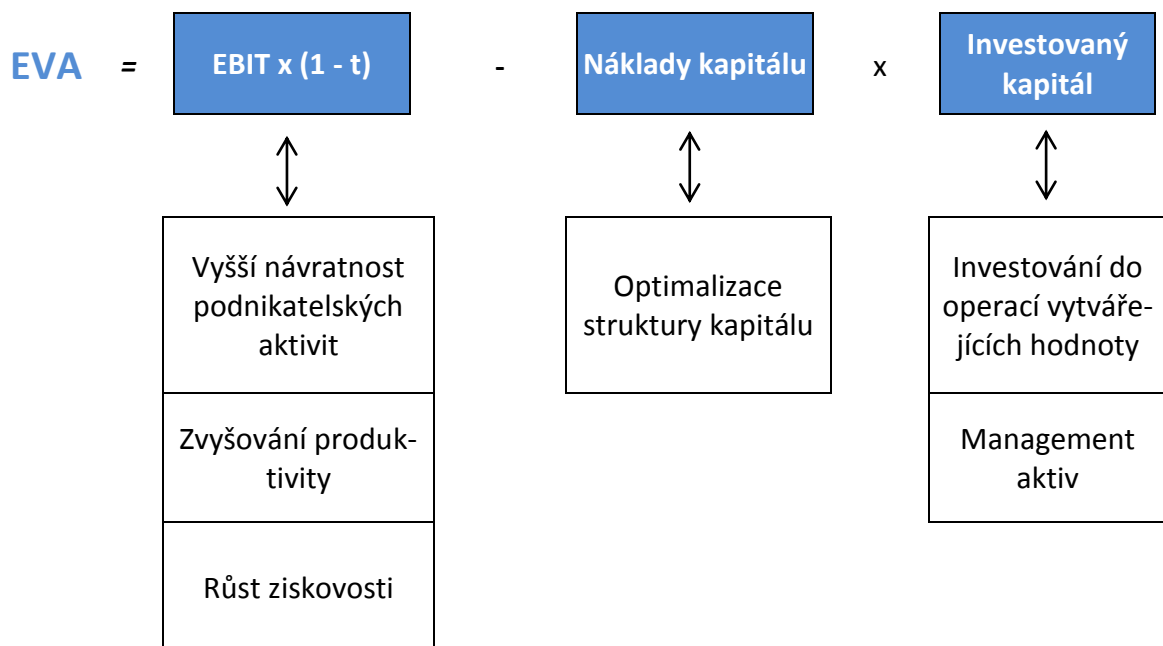 EVA = EBIT x (1 - t) - Náklady kapitálu x Investovaný
kapitál
Vyšší návratnost
podnikatelských
aktivit
Zvyšování produk-
tivity
Růst ziskovosti
Optimalizace
struktury kapitálu
Investování do
operací vytváře-
jících hodnoty
Management
aktiv